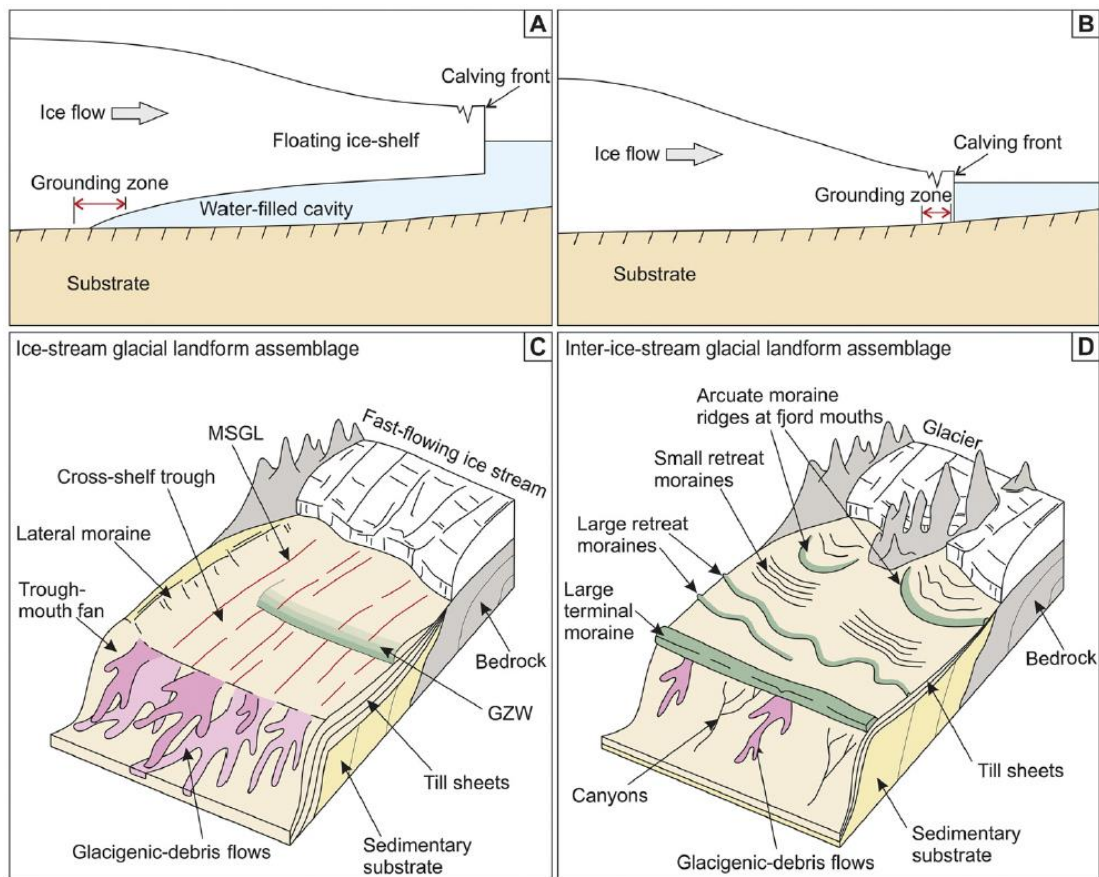 A
Calving front
Ice flow
Floating ice-shelf
Grounding zone
Water-filled cavity
Substrate
B
Calving front
Ice flow
Grounding zone
Substrate
Ice-stream glacial landform assemblage
C
MSGL
Fast-flowing ice stream
Cross-shelf trough
Lateral moraine
Trough-
mouth fan
Bedrock
GZW
Till sheets
Glacigenic-debris flows
Sedimentary
substrate
Inter-ice-stream glacial landform assemblage
D
Arcuate moraine
ridges at fjord mouths
Glacier
Small retreat
moraines
Large retreat
moraines
Large
terminal
moraine
Bedrock
Till sheets
Canyons
Glacigenic-debris flows
Sedimentary
substrate